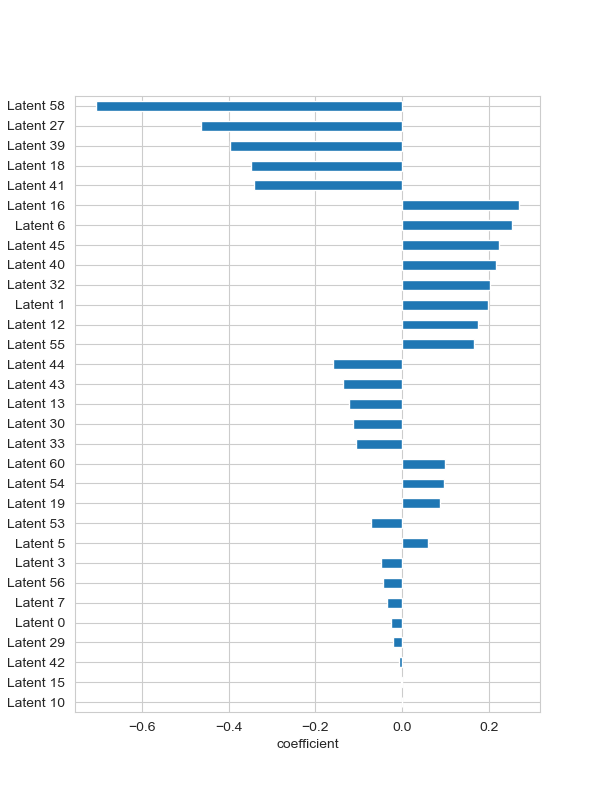 Latent 58
Latent 27
Latent 39
Latent 18
Latent 41
Latent 16
Latent 6
Latent 45
Latent 40
Latent 32
Latent 1
Latent 12
Latent 55
Latent 44
Latent 43
Latent 13
Latent 30
Latent 33
Latent 60
Latent 54
Latent 19
Latent 53
Latent 5
Latent 3
Latent 56
Latent 7
Latent 0
Latent 29
Latent 42
Latent 15
Latent 10
−0.6 −0.4 −0.2 0.0 0.2
coefficient